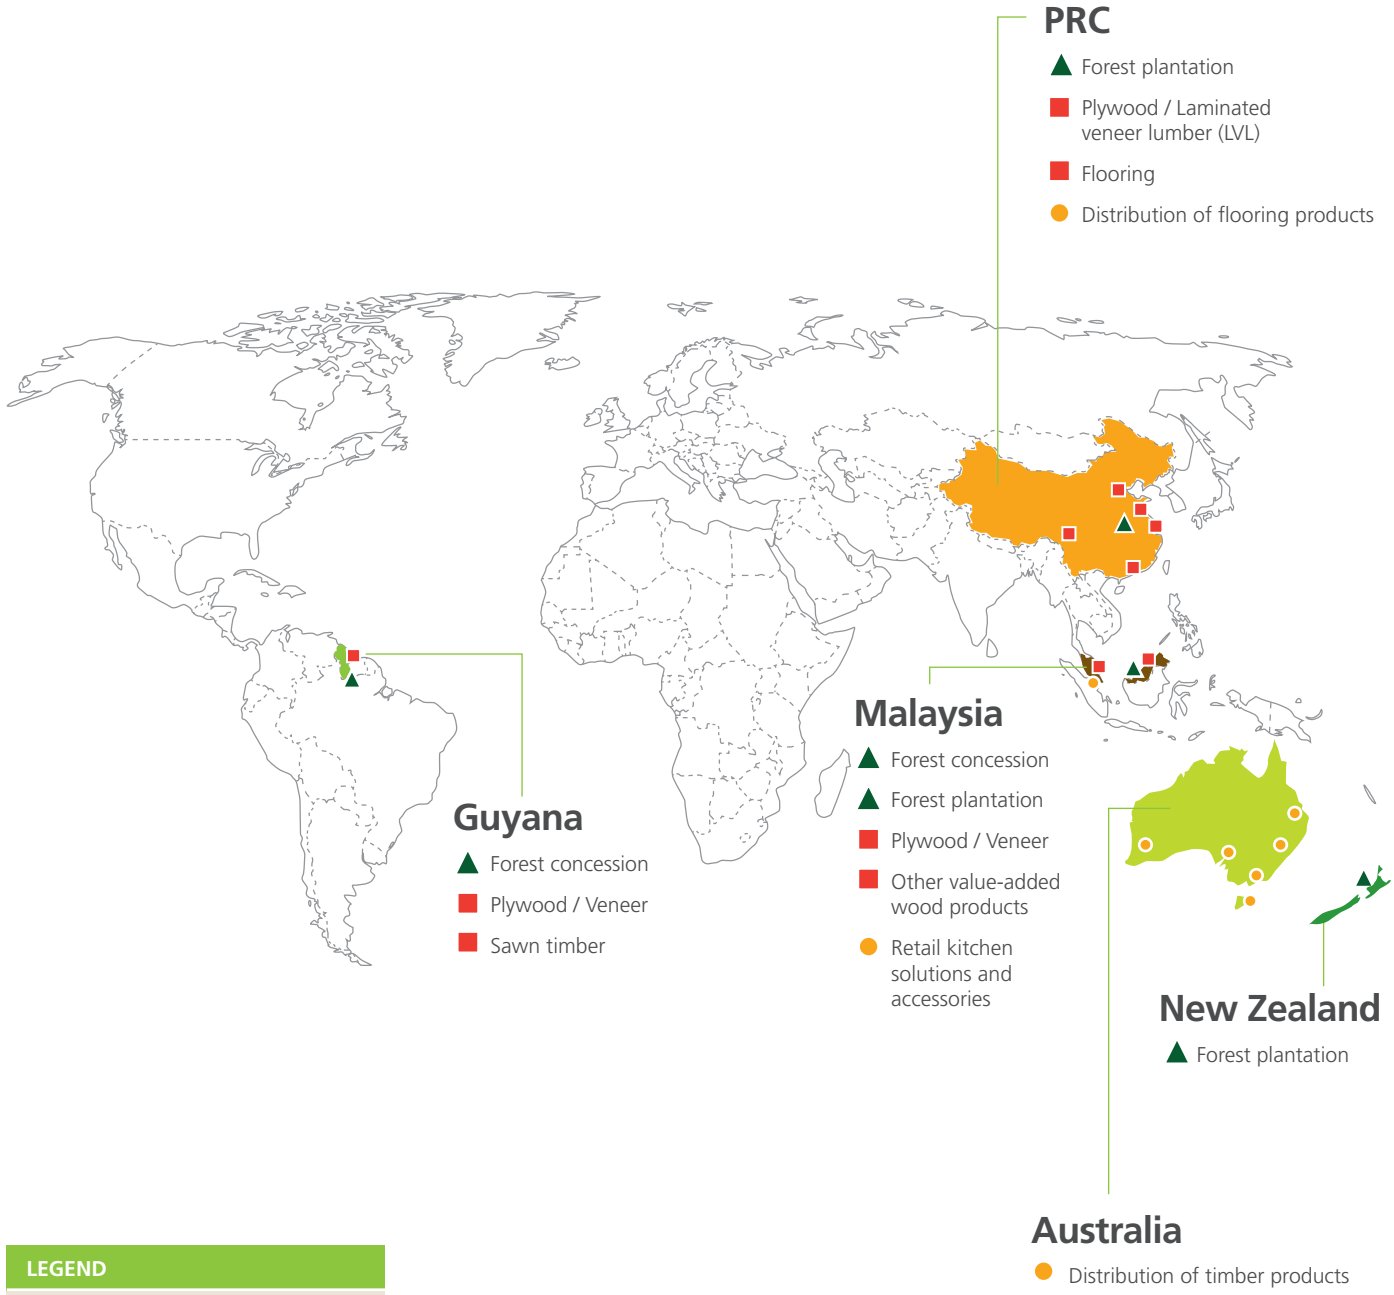 PRC
Forest plantation
Plywood / Laminated
veneer lumber (LVL)
Flooring
Distribution of flooring products
Guyana
Forest concession
Plywood / Veneer
Sawn timber
Malaysia
Forest concession
Forest plantation
Plywood / Veneer
Other value-added
wood products
Retail kitchen
solutions and
accessories
New Zealand
Forest plantation
Australia
Distribution of timber products
LEGEND